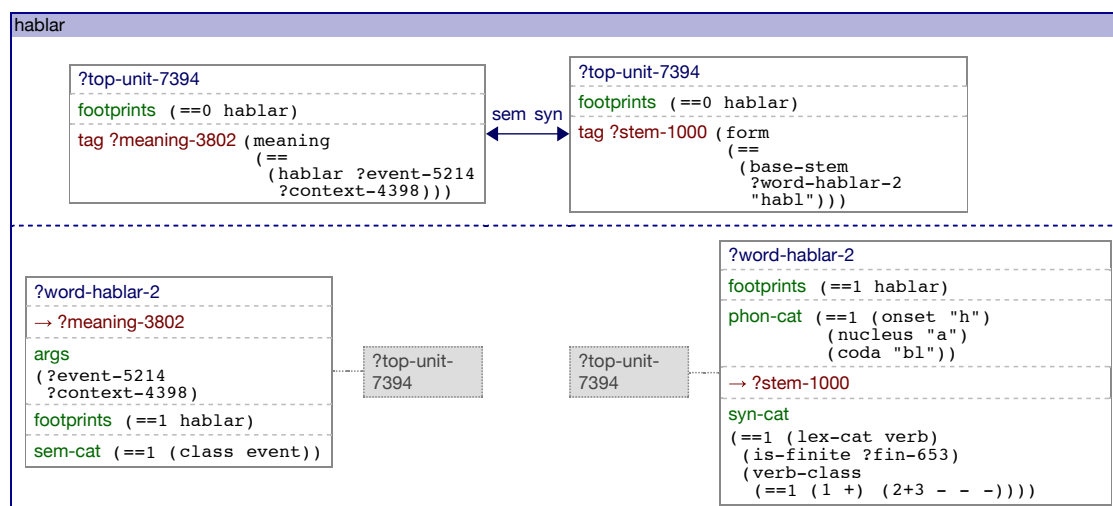 hablar
?top-unit-7394
footprints (==0 hablar)
tag ?meaning-3802 (meaning
(==
(hablar ?event-5214
?context-4398)))
sem syn
?top-unit-7394
footprints (==0 hablar)
tag ?stem-1000 (form
(==
(base-stem
?word-hablar-2
"habl")))
?word-hablar-2
→ ?meaning-3802
args
(?event-5214
?context-4398)
footprints (==1 hablar)
sem-cat (==1 (class event))
?top-unit-
7394
?top-unit-
7394
?word-hablar-2
footprints (==1 hablar)
phon-cat (==1 (onset "h")
(nucleus "a")
(coda "bl"))
→ ?stem-1000
syn-cat
(==1 (lex-cat verb)
(is-finite ?fin-653)
(verb-class
(==1 (1 +) (2+3 - - -))))